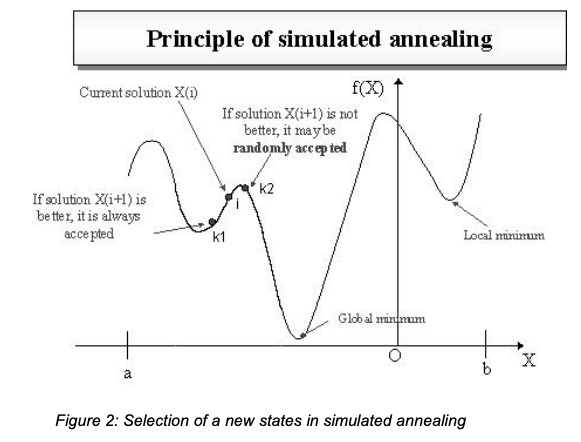 Principle of simulated annealing
Current solution X(i)
f(X)
If solution X(i+1) is not
better, it may be
randomly accepted
k2
i
If solution X(i+1) is
better, it is always
accepted
k1
Local minimum
Global minimum
a
O
b
X
Figure 2: Selection of a new states in simulated annealing